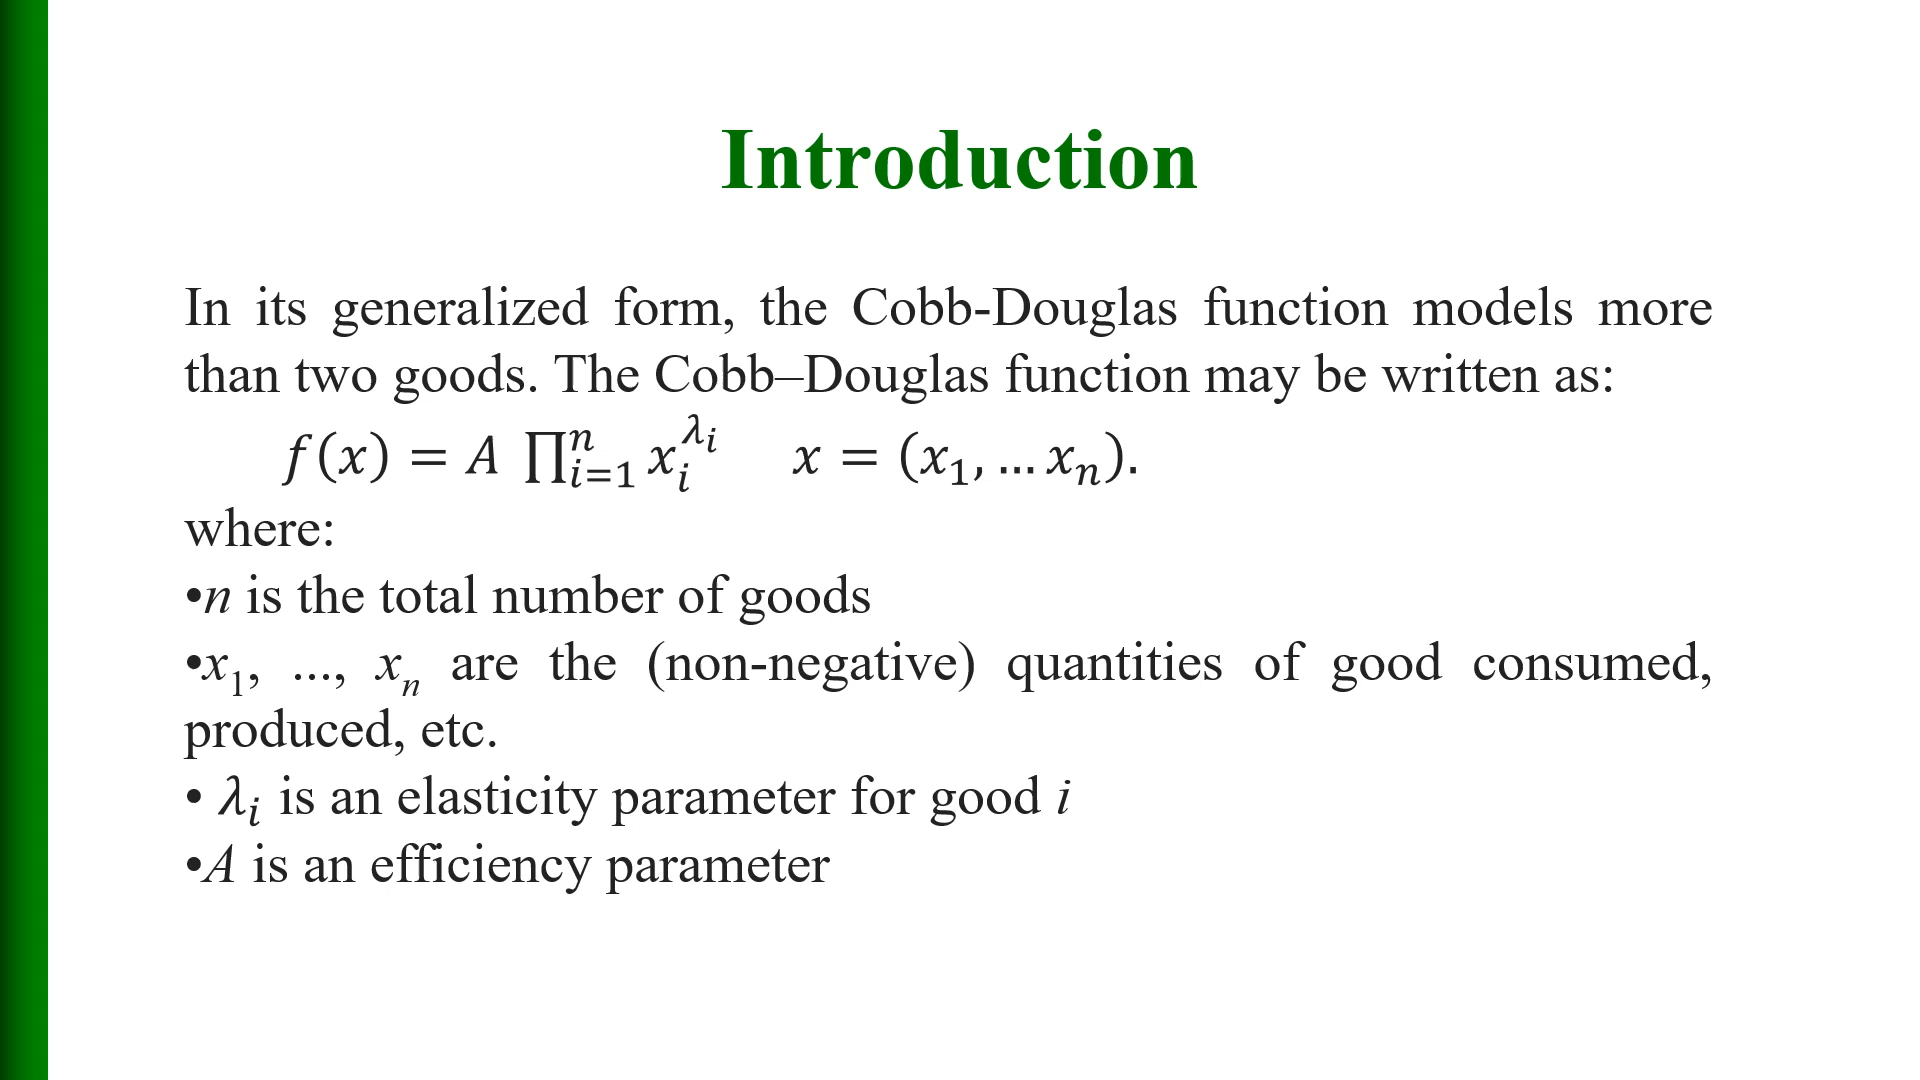 Introduction
In its generalized form, the Cobb-Douglas function models more
than two goods. The Cobb–Douglas function may be written as:
f(x) = A ∏ⁿᵢ₌₁ xᵢ^λᵢ   x = (x₁, … xₙ).
where:
•n is the total number of goods
•x₁, ..., xₙ are the (non-negative) quantities of good consumed,
produced, etc.
• λᵢ is an elasticity parameter for good i
•A is an efficiency parameter